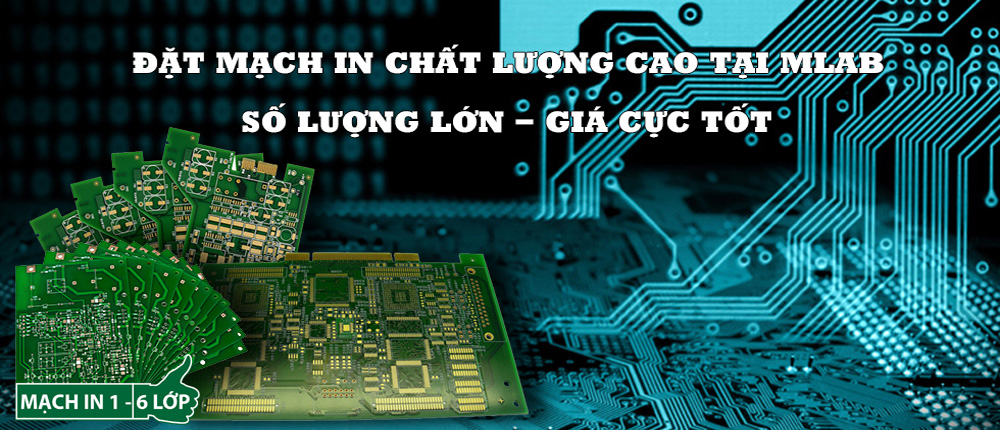 ĐẶT MẠCH IN CHẤT LƯỢNG CAO TẠI MLAB
SỐ LƯỢNG LỚN – GIÁ CỰC TỐT
MẠCH IN 1 - 6 LỚP